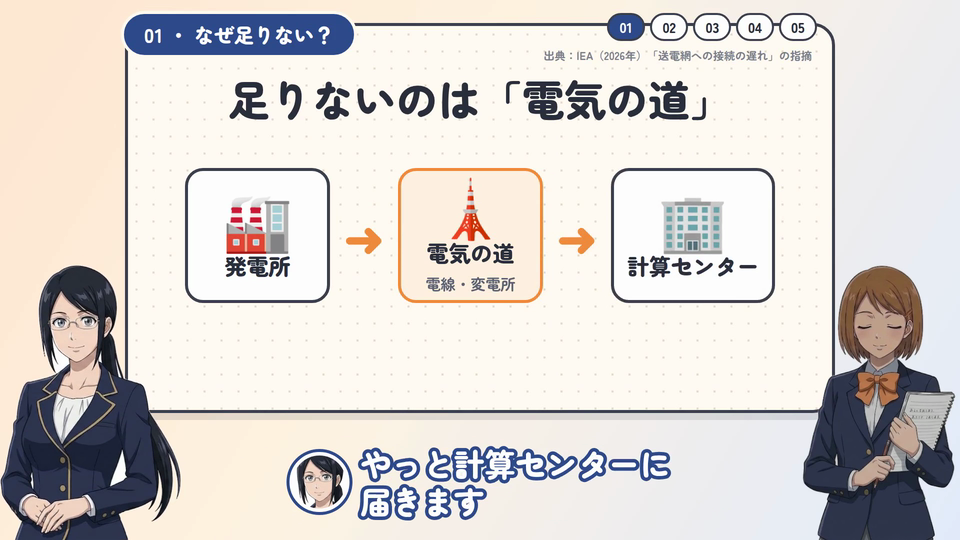 01 ・ なぜ足りない？
01 02 03 04 05
出典：IEA（2026年）「送電網への接続の遅れ」の指摘
足りないのは「電気の道」
発電所
電気の道
電線・変電所
計算センター
やっと計算センターに
届きます